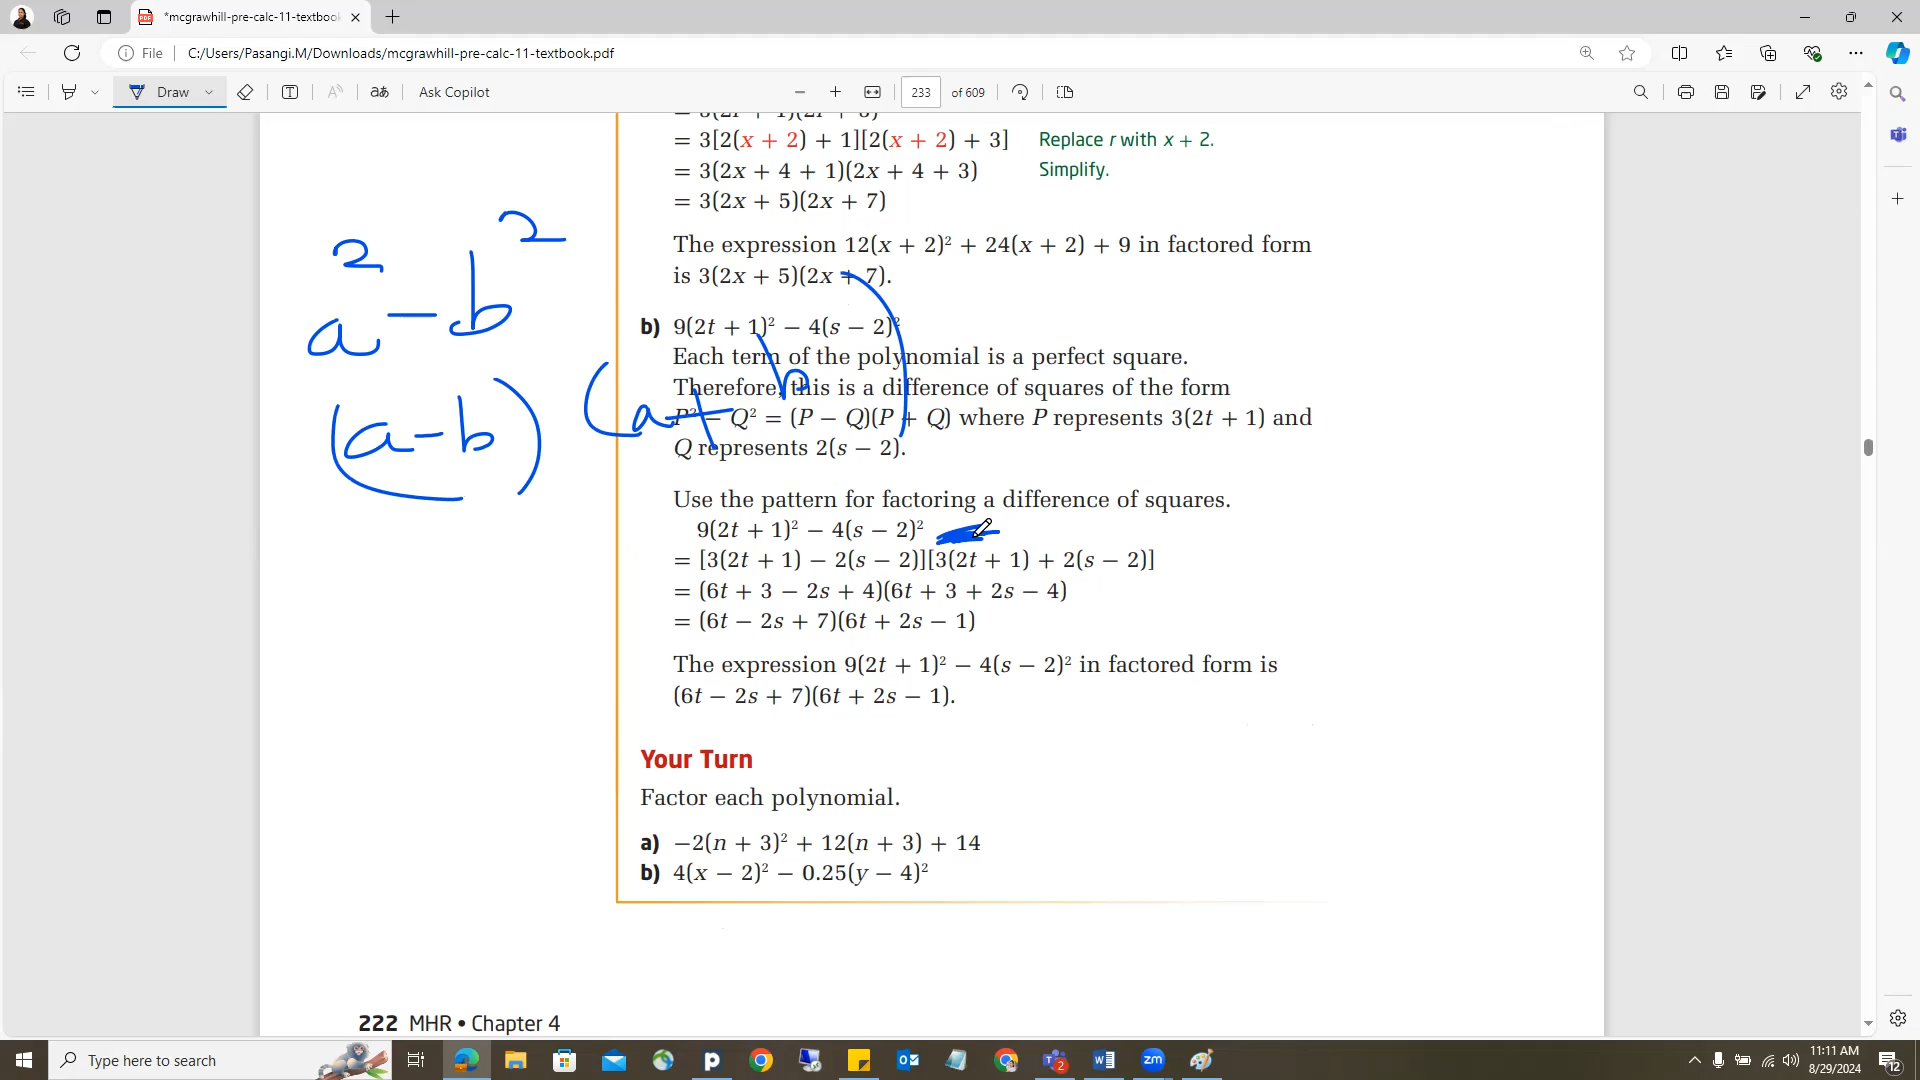 *mcgrawhill-pre-calc-11-textbook
File
C:/Users/Pasangi.M/Downloads/mcgrawhill-pre-calc-11-textbook.pdf
Draw
Ask Copilot
233 of 609
= 3[2(x + 2) + 1][2(x + 2) + 3] Replace r with x + 2.
= 3(2x + 4 + 1)(2x + 4 + 3) Simplify.
= 3(2x + 5)(2x + 7)
The expression 12(x + 2)² + 24(x + 2) + 9 in factored form
is 3(2x + 5)(2x + 7).
a² − b²
(a − b) (a + b)
b) 9(2t + 1)² − 4(s − 2)²
Each term of the polynomial is a perfect square.
Therefore, this is a difference of squares of the form
P² − Q² = (P − Q)(P + Q) where P represents 3(2t + 1) and
Q represents 2(s − 2).
Use the pattern for factoring a difference of squares.
9(2t + 1)² − 4(s − 2)²
= [3(2t + 1) − 2(s − 2)][3(2t + 1) + 2(s − 2)]
= (6t + 3 − 2s + 4)(6t + 3 + 2s − 4)
= (6t − 2s + 7)(6t + 2s − 1)
The expression 9(2t + 1)² − 4(s − 2)² in factored form is
(6t − 2s + 7)(6t + 2s − 1).
Your Turn
Factor each polynomial.
a) −2(n + 3)² + 12(n + 3) + 14
b) 4(x − 2)² − 0.25(y − 4)²
222 MHR • Chapter 4
Type here to search
11:11 AM
8/29/2024